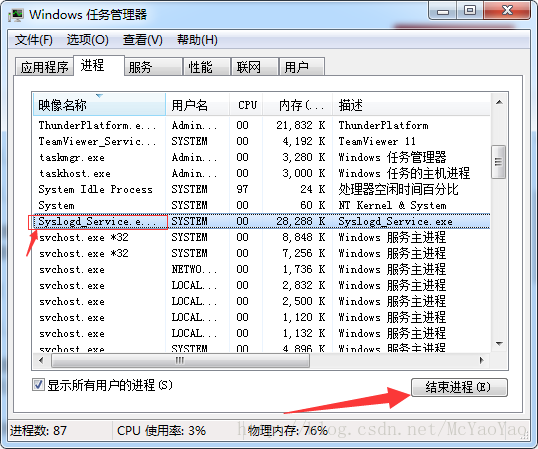 Windows 任务管理器
文件(F) 选项(O) 查看(V) 帮助(H)
应用程序 进程 服务 性能 联网 用户
映像名称 用户名 CPU 内存(... 描述
ThunderPlatform.e... Admin... 00 21,832 K ThunderPlatform
TeamViewer_Servic... SYSTEM 00 4,192 K TeamViewer 11
taskmgr.exe Admin... 00 3,280 K Windows 任务管理器
taskhost.exe Admin... 00 3,000 K Windows 任务的主机进程
System Idle Process SYSTEM 97 24 K 处理器空闲时间百分比
System SYSTEM 00 60 K NT Kernel & System
Syslogd_Service.e... SYSTEM 00 28,288 K Syslogd_Service.exe
svchost.exe *32 SYSTEM 00 8,848 K Windows 服务主进程
svchost.exe *32 SYSTEM 00 7,256 K Windows 服务主进程
svchost.exe NETWO... 00 1,736 K Windows 服务主进程
svchost.exe LOCAL... 00 2,832 K Windows 服务主进程
svchost.exe LOCAL... 00 2,500 K Windows 服务主进程
svchost.exe LOCAL... 00 1,120 K Windows 服务主进程
svchost.exe LOCAL... 00 1,132 K Windows 服务主进程
svchost.exe SYSTEM 00 4,896 K Windows 服务主进程
显示所有用户的进程(S) 结束进程(E)
进程数: 87 CPU 使用率: 3% 物理内存: 76%
http://blog.csdn.net/McYaoYao